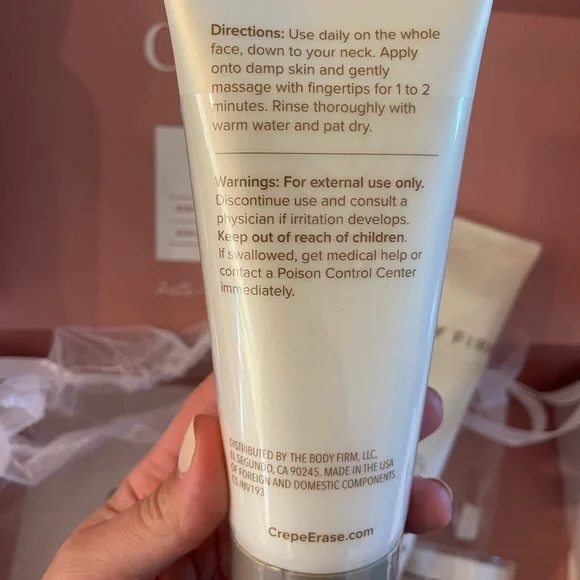 Directions: Use daily on the whole
face, down to your neck. Apply
onto damp skin and gently
massage with fingertips for 1 to 2
minutes. Rinse thoroughly with
warm water and pat dry.
Warnings: For external use only.
Discontinue use and consult a
physician if irritation develops.
Keep out of reach of children.
If swallowed, get medical help or
contact a Poison Control Center
immediately.
DISTRIBUTED BY THE BODY FIRM, LLC,
EL SEGUNDO, CA 90245. MADE IN THE USA
OF FOREIGN AND DOMESTIC COMPONENTS
CS.INV193
CrepeErase.com